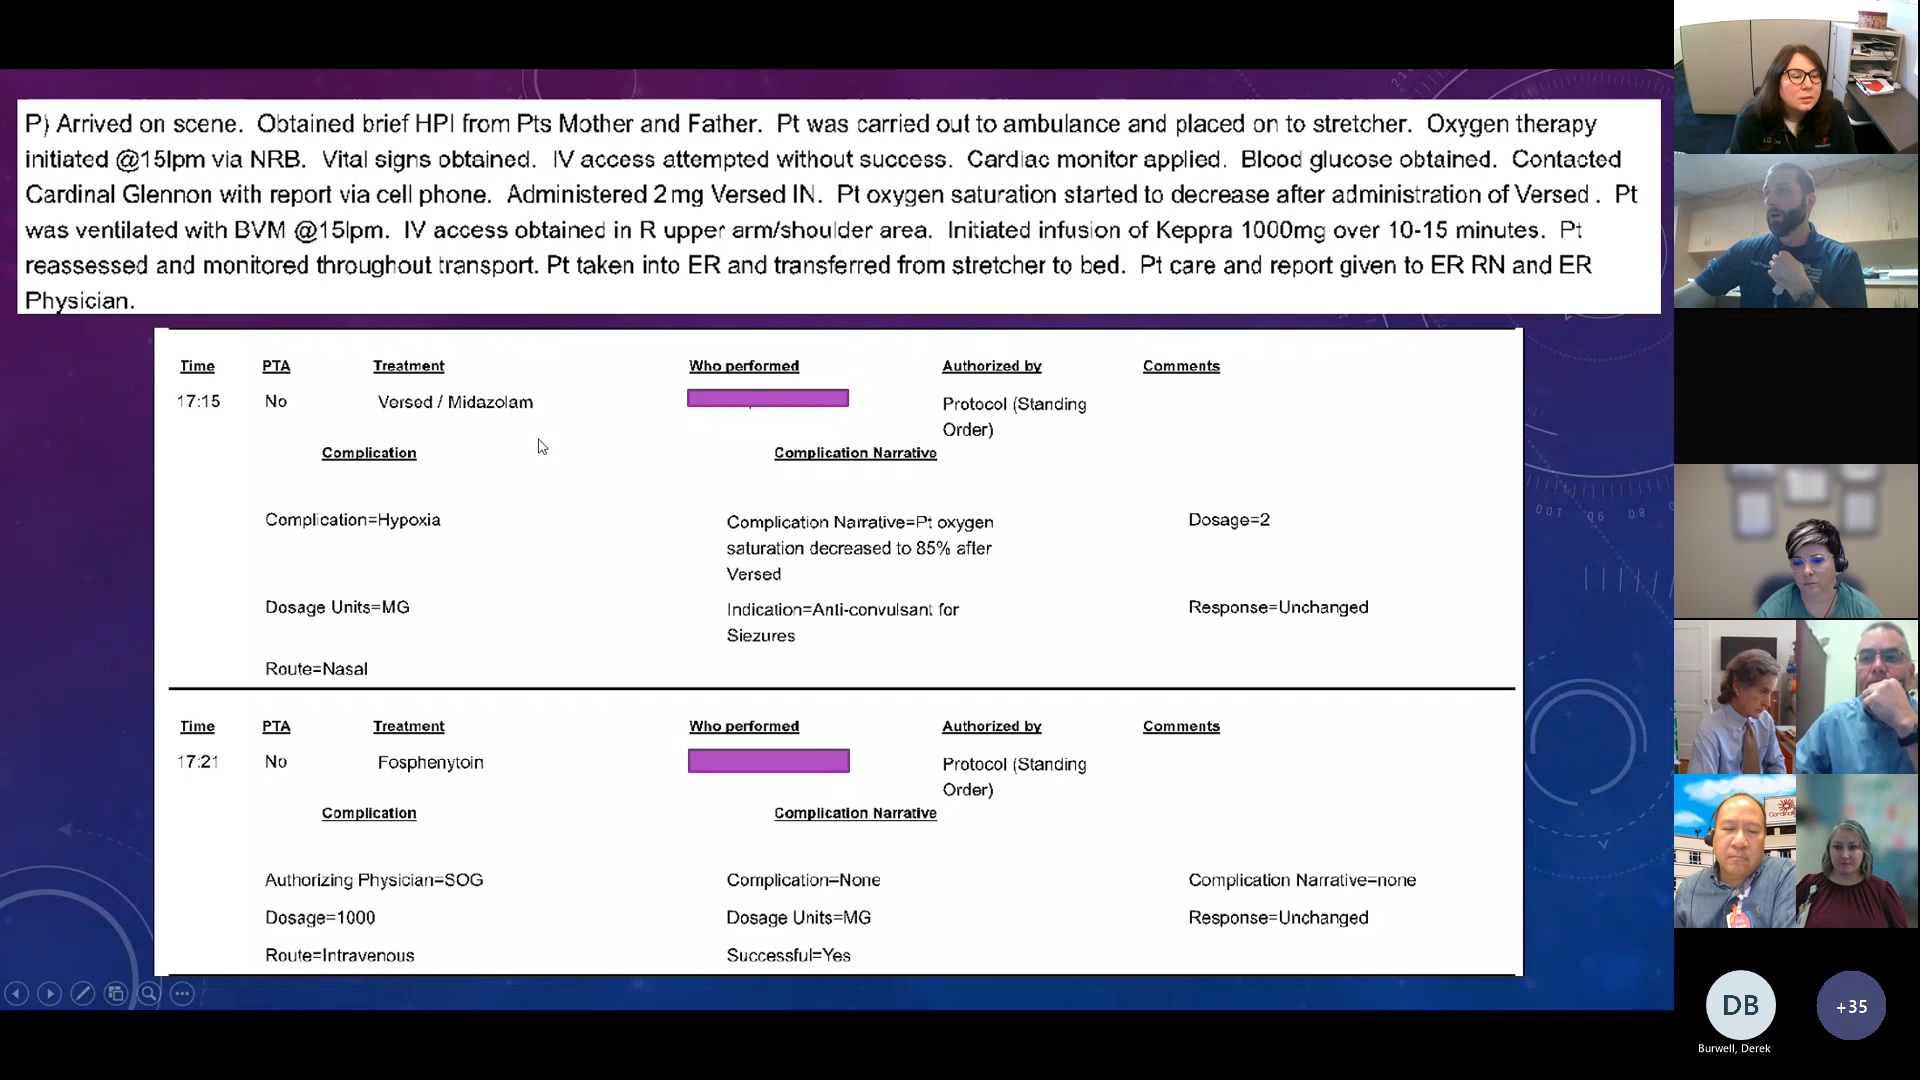 P) Arrived on scene.  Obtained brief HPI from Pts Mother and Father.  Pt was carried out to ambulance and placed on to stretcher.  Oxygen therapy
initiated @15lpm via NRB.  Vital signs obtained.  IV access attempted without success.  Cardiac monitor applied.  Blood glucose obtained.  Contacted
Cardinal Glennon with report via cell phone.  Administered 2mg Versed IN.  Pt oxygen saturation started to decrease after administration of Versed .  Pt
was ventilated with BVM @15lpm.  IV access obtained in R upper arm/shoulder area.  Initiated infusion of Keppra 1000mg over 10-15 minutes.  Pt
reassessed and monitored throughout transport. Pt taken into ER and transferred from stretcher to bed.  Pt care and report given to ER RN and ER
Physician.
Time PTA Treatment Who performed Authorized by Comments
17:15 No Versed / Midazolam Protocol (Standing
Order)
Complication Complication Narrative
Complication=Hypoxia Complication Narrative=Pt oxygen Dosage=2
saturation decreased to 85% after
Versed
Dosage Units=MG Indication=Anti-convulsant for Response=Unchanged
Siezures
Route=Nasal
Time PTA Treatment Who performed Authorized by Comments
17:21 No Fosphenytoin Protocol (Standing
Order)
Complication Complication Narrative
Authorizing Physician=SOG Complication=None Complication Narrative=none
Dosage=1000 Dosage Units=MG Response=Unchanged
Route=Intravenous Successful=Yes
DB +35
Burwell, Derek